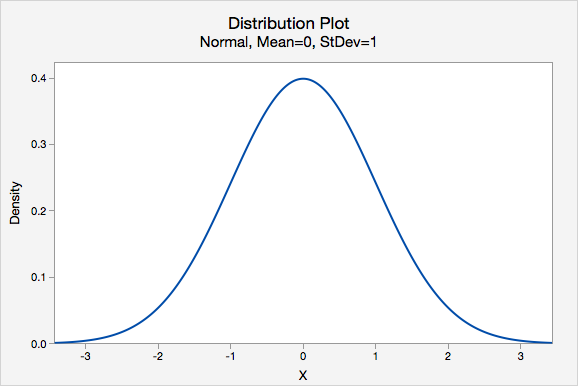 Distribution Plot
Normal, Mean=0, StDev=1
Density
0.4
0.3
0.2
0.1
0.0
-3 -2 -1 0 1 2 3
X